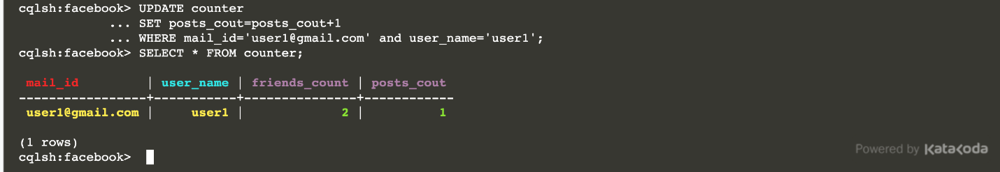 cqlsh:facebook> UPDATE counter
... SET posts_cout=posts_cout+1
... WHERE mail_id='user1@gmail.com' and user_name='user1';
cqlsh:facebook> SELECT * FROM counter;
mail_id | user_name | friends_count | posts_cout
-----------------+-----------+---------------+------------
user1@gmail.com | user1 | 2 | 1
(1 rows)
cqlsh:facebook>
Powered by Katacoda